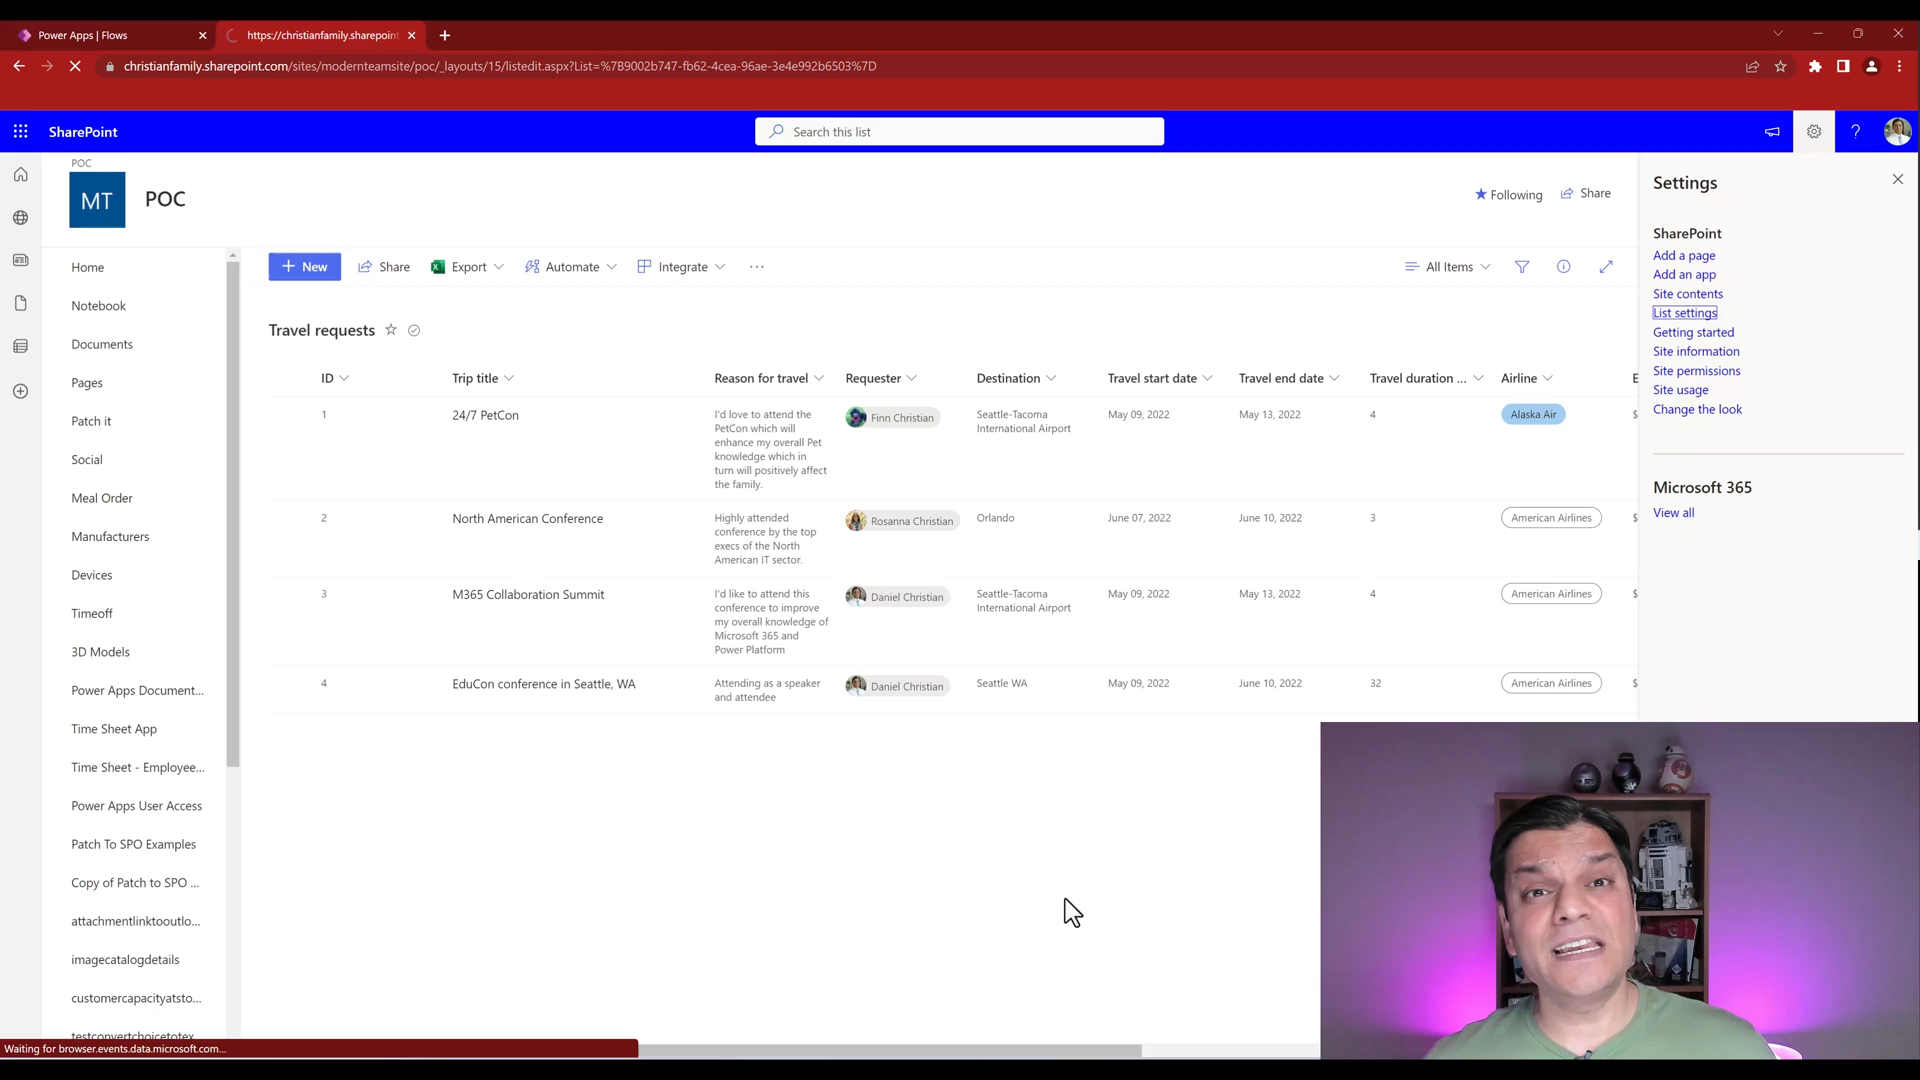 Power Apps | Flows
https://christianfamily.sharepoint
christianfamily.sharepoint.com/sites/modernteamsite/poc/_layouts/15/listedit.aspx?List=%7B9002b747-fb62-4cea-96ae-3e4e992b6503%7D
SharePoint
Search this list
POC
MT
POC
Following
Share
Home
Notebook
Documents
Pages
Patch it
Social
Meal Order
Manufacturers
Devices
Timeoff
3D Models
Power Apps Document...
Time Sheet App
Time Sheet - Employee...
Power Apps User Access
Patch To SPO Examples
Copy of Patch to SPO ...
attachmentlinktooutlo...
imagecatalogdetails
customercapacityatsto...
testconvertchoicetotex
New
Share
Export
Automate
Integrate
...
All Items
Travel requests
ID
Trip title
Reason for travel
Requester
Destination
Travel start date
Travel end date
Travel duration ...
Airline
E
1
24/7 PetCon
I'd love to attend the
PetCon which will
enhance my overall Pet
knowledge which in
turn will positively affect
the family.
Finn Christian
Seattle-Tacoma
International Airport
May 09, 2022
May 13, 2022
4
Alaska Air
$
2
North American Conference
Highly attended
conference by the top
execs of the North
American IT sector.
Rosanna Christian
Orlando
June 07, 2022
June 10, 2022
3
American Airlines
$
3
M365 Collaboration Summit
I'd like to attend this
conference to improve
my overall knowledge of
Microsoft 365 and
Power Platform
Daniel Christian
Seattle-Tacoma
International Airport
May 09, 2022
May 13, 2022
4
American Airlines
$
4
EduCon conference in Seattle, WA
Attending as a speaker
and attendee
Daniel Christian
Seattle WA
May 09, 2022
June 10, 2022
32
American Airlines
$
Settings
SharePoint
Add a page
Add an app
Site contents
List settings
Getting started
Site information
Site permissions
Site usage
Change the look
Microsoft 365
View all
Waiting for browser.events.data.microsoft.com...